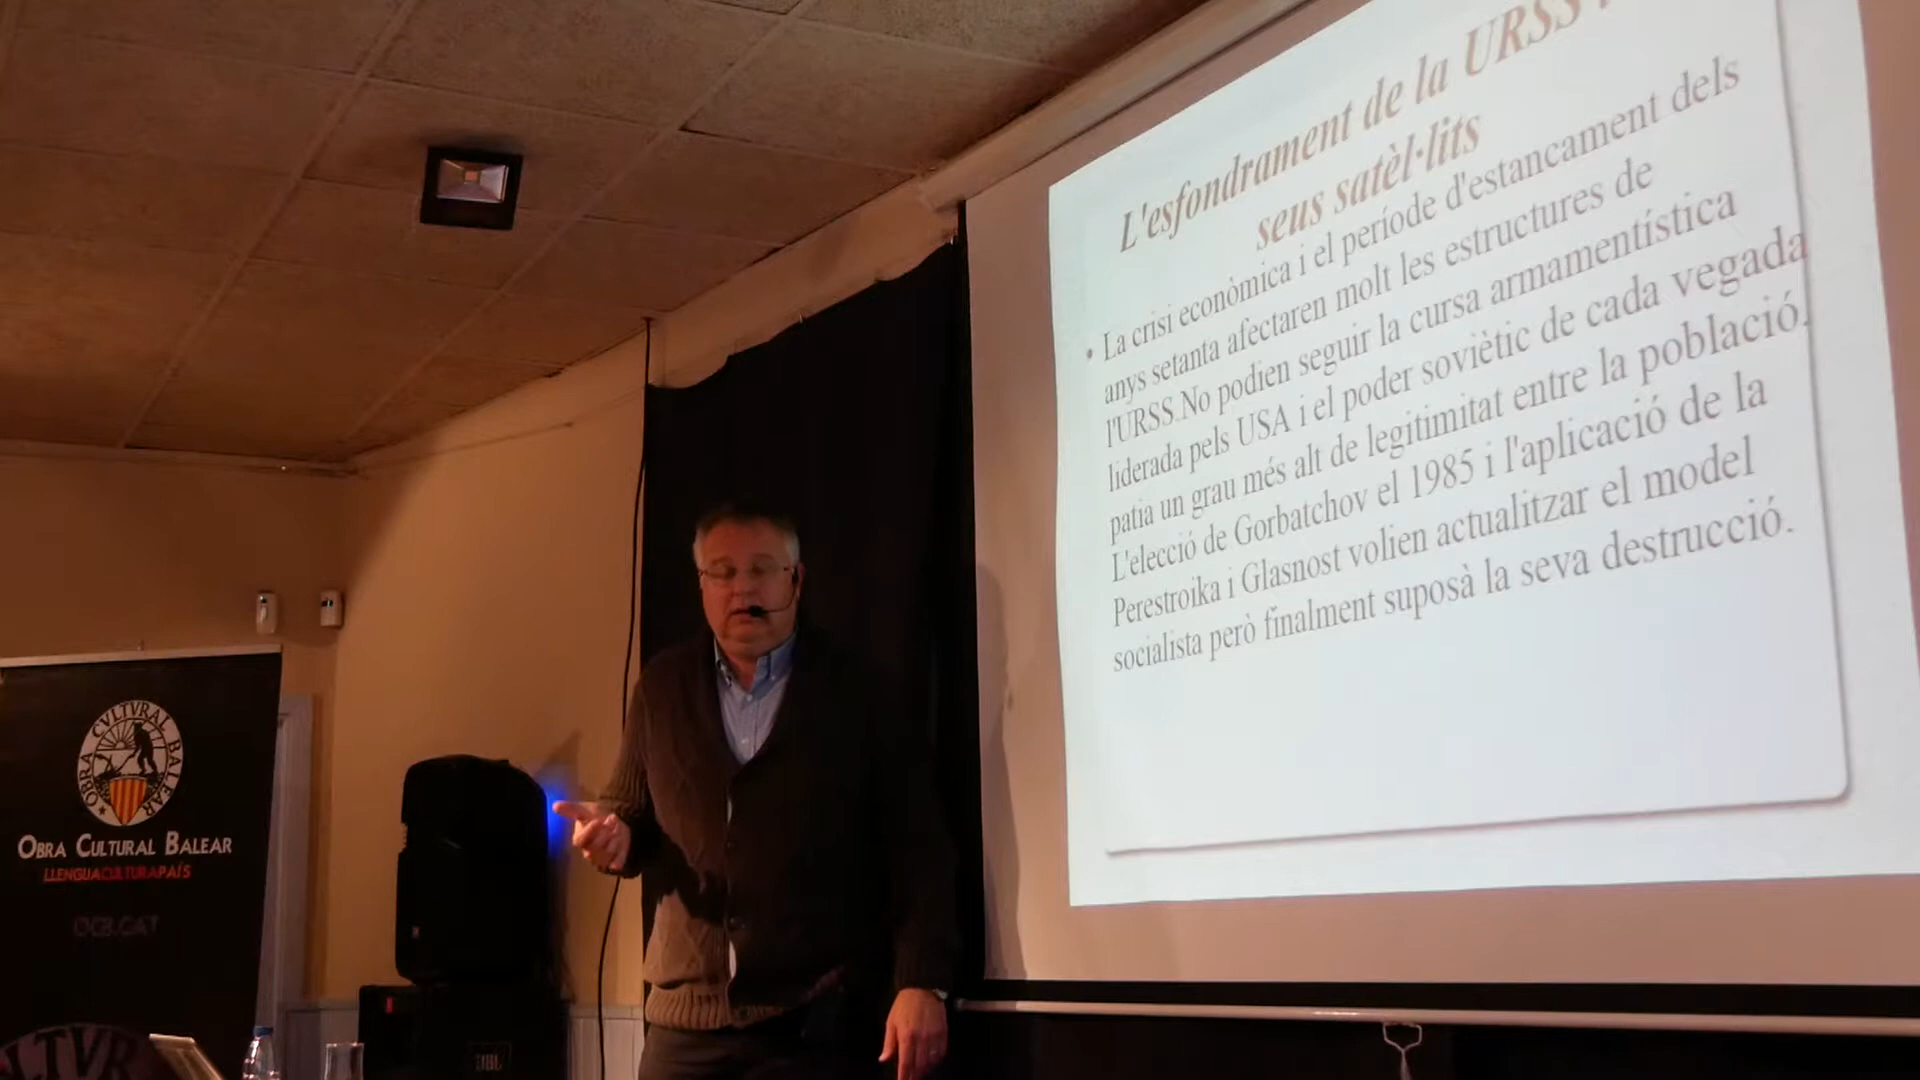 L'esfondrament de la URSS
seus satèl·lits
• La crisi econòmica i el període d'estancament dels
anys setanta afectaren molt les estructures de
l'URSS.No podien seguir la cursa armamentística
liderada pels USA i el poder soviètic de cada vegada
patia un grau més alt de legitimitat entre la població.
L'elecció de Gorbatchov el 1985 i l'aplicació de la
Perestroika i Glasnost volien actualitzar el model
socialista però finalment suposà la seva destrucció.
OBRA CVLTVRAL BALEAR
OBRA CULTURAL BALEAR
LLENGUACULTURAPAÍS
OCB.CAT
LTVR
JBL